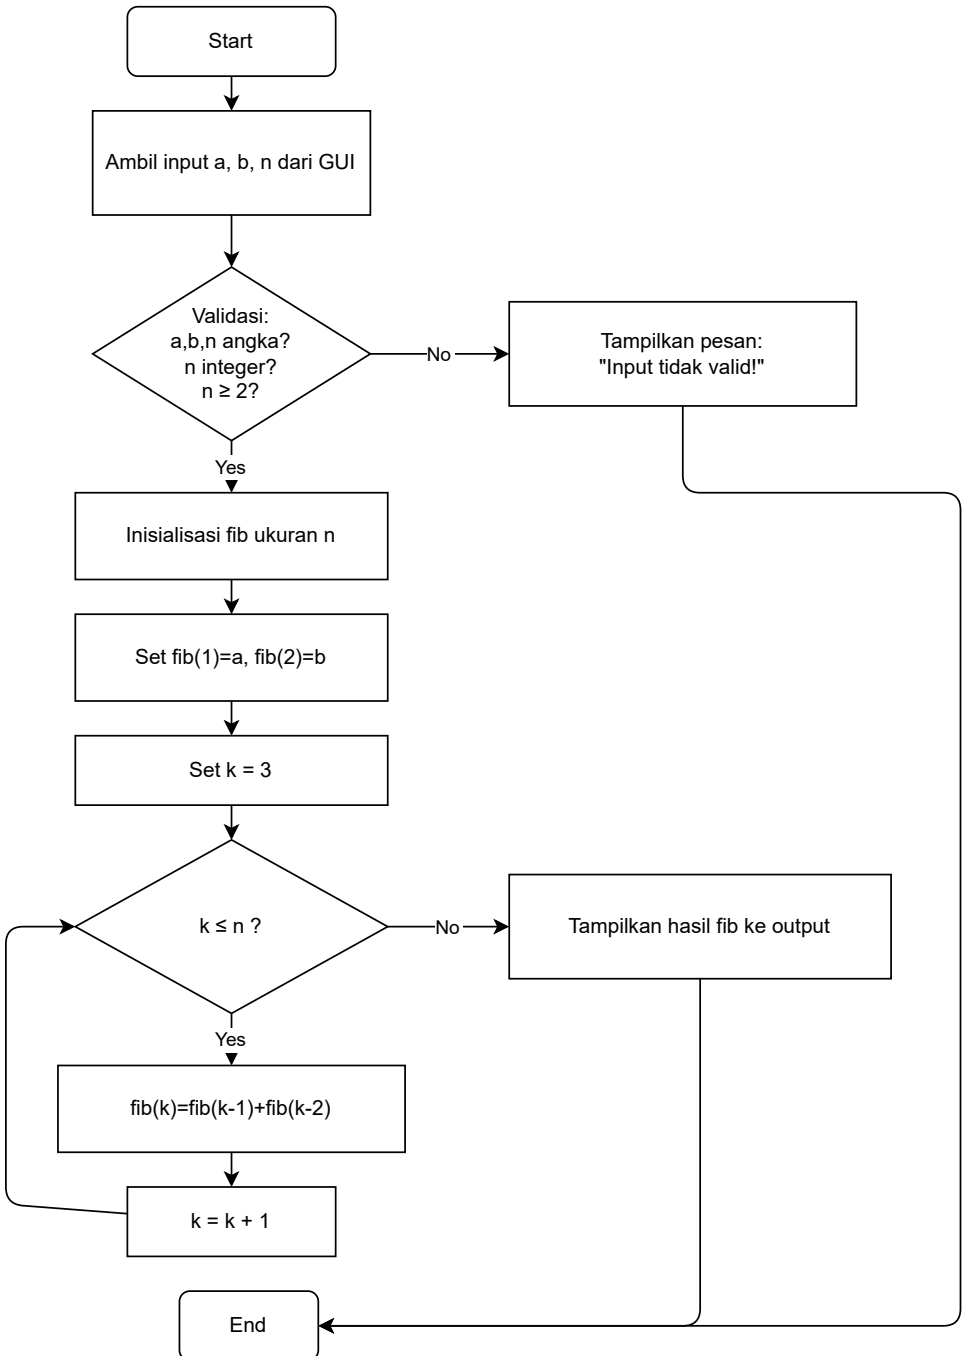 Start
Ambil input a, b, n dari GUI
Validasi:
a,b,n angka?
n integer?
n ≥ 2?
No
Tampilkan pesan:
"Input tidak valid!"
Yes
Inisialisasi fib ukuran n
Set fib(1)=a, fib(2)=b
Set k = 3
k ≤ n ?
No
Tampilkan hasil fib ke output
Yes
fib(k)=fib(k-1)+fib(k-2)
k = k + 1
End